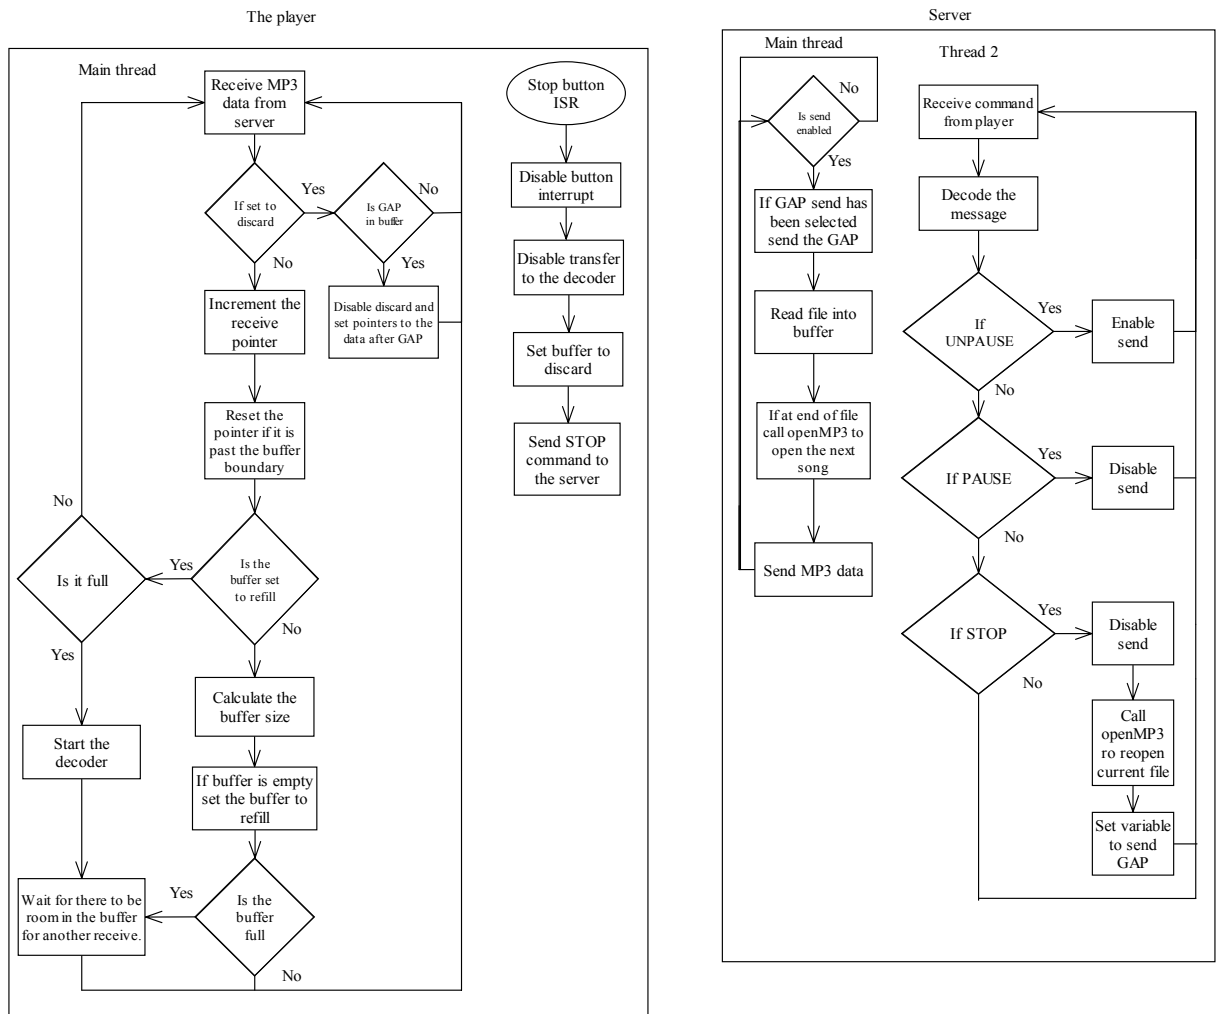 The player
Main thread
Receive MP3
data from
server
If set to
discard
Yes
Is GAP
in buffer
No
No
Yes
Increment the
receive
pointer
Disable discard and
set pointers to the
data after GAP
Reset the
pointer if it is
past the buffer
boundary
No
Is it full
Yes
Is the
buffer set
to refill
No
Yes
Calculate the
buffer size
Start the
decoder
If buffer is empty
set the buffer to
refill
Wait for there to be
room in the buffer
for another receive.
Yes
Is the
buffer
full
No
Stop button
ISR
Disable button
interrupt
Disable transfer
to the decoder
Set buffer to
discard
Send STOP
command to
the server
Server
Main thread
No
Is send
enabled
Yes
If GAP send has
been selected
send the GAP
Read file into
buffer
If at end of file
call openMP3 to
open the next
song
Send MP3 data
Thread 2
Receive command
from player
Decode the
message
If
UNPAUSE
Yes
Enable
send
No
If PAUSE
Yes
Disable
send
No
If STOP
Yes
Disable
send
No
Call
openMP3
ro reopen
current file
Set variable
to send
GAP